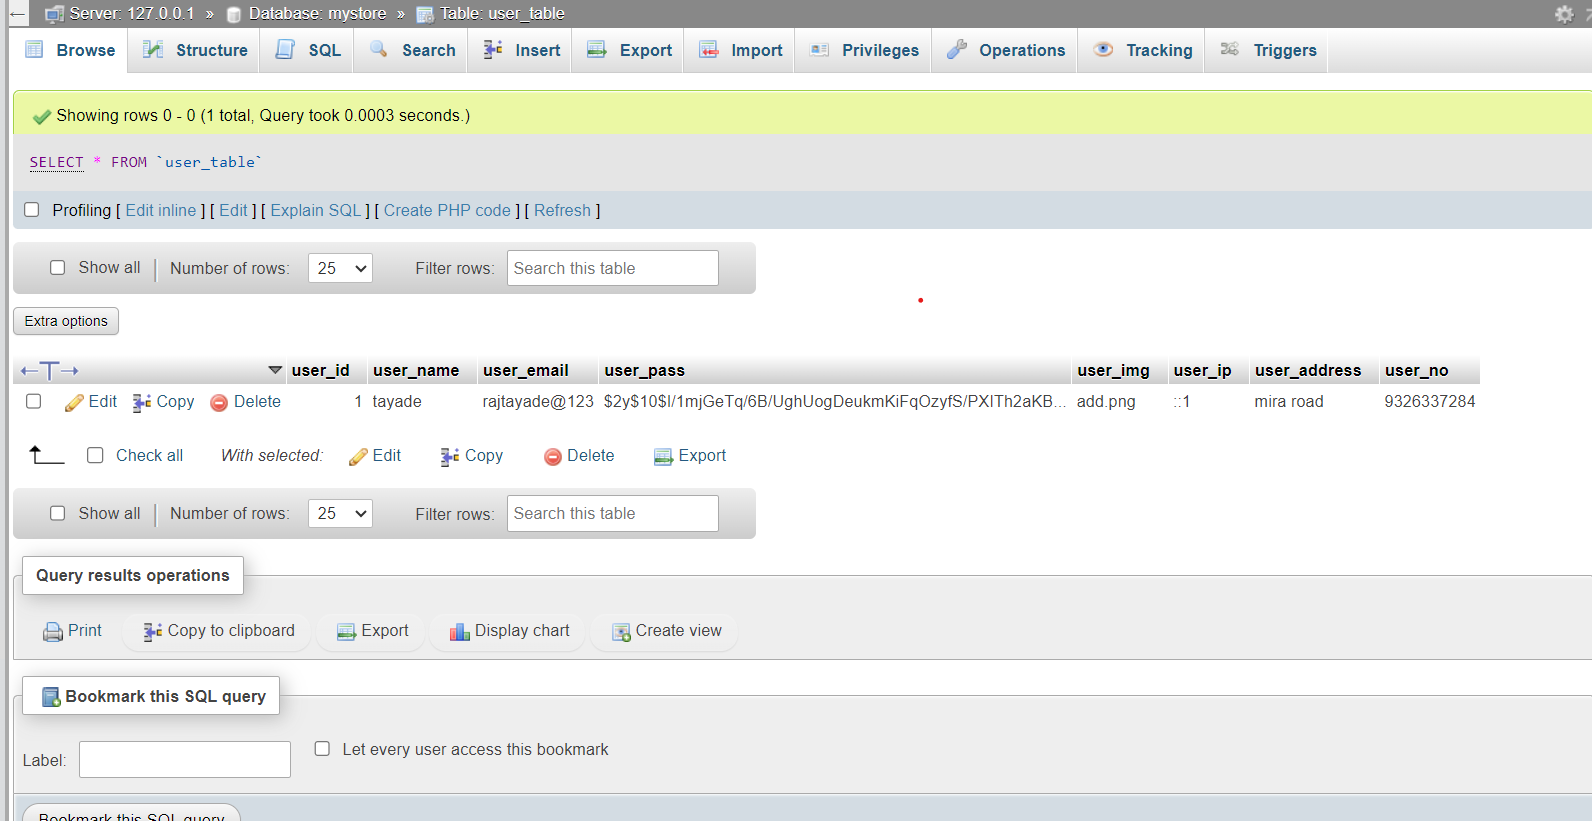 Server: 127.0.0.1 » Database: mystore » Table: user_table
Browse Structure SQL Search Insert Export Import Privileges Operations Tracking Triggers
Showing rows 0 - 0 (1 total, Query took 0.0003 seconds.)
SELECT * FROM `user_table`
Profiling [ Edit inline ] [ Edit ] [ Explain SQL ] [ Create PHP code ] [ Refresh ]
Show all Number of rows: 25 Filter rows: Search this table
Extra options
user_id user_name user_email user_pass user_img user_ip user_address user_no
Edit Copy Delete 1 tayade rajtayade@123 $2y$10$I/1mjGeTq/6B/UghUogDeukmKiFqOzyfS/PXITh2aKB... add.png ::1 mira road 9326337284
Check all With selected: Edit Copy Delete Export
Show all Number of rows: 25 Filter rows: Search this table
Query results operations
Print Copy to clipboard Export Display chart Create view
Bookmark this SQL query
Label: Let every user access this bookmark
Bookmark this SQL query